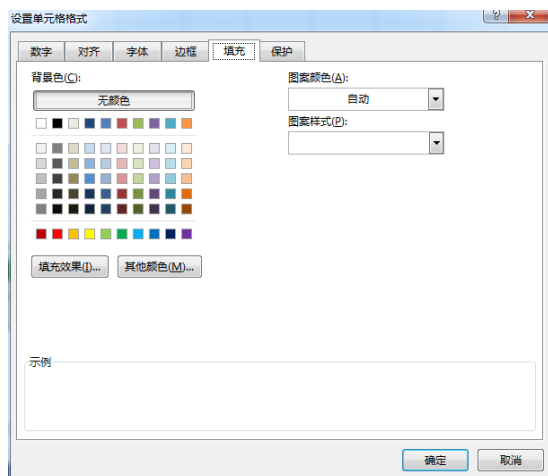 设置单元格格式
数字 对齐 字体 边框 填充 保护
背景色(C):
无颜色
图案颜色(A):
自动
图案样式(P):
填充效果(I)... 其他颜色(M)...
示例
确定 取消